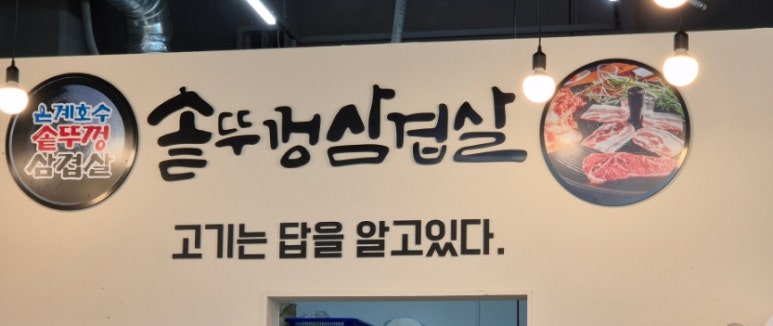 은계호수
솥뚜껑
삼겹살
솥뚜껑삼겹살
고기는 답을 알고있다.